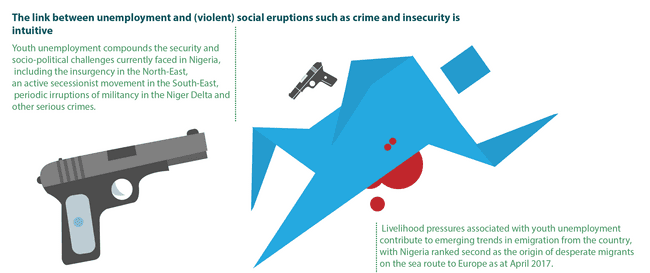 The link between unemployment and (violent) social eruptions such as crime and insecurity is
intuitive
Youth unemployment compounds the security and
socio-political challenges currently faced in Nigeria,
including the insurgency in the North-East,
an active secessionist movement in the South-East,
periodic irruptions of militancy in the Niger Delta and
other serious crimes.
Livelihood pressures associated with youth unemployment
contribute to emerging trends in emigration from the country,
with Nigeria ranked second as the origin of desperate migrants
on the sea route to Europe as at April 2017.